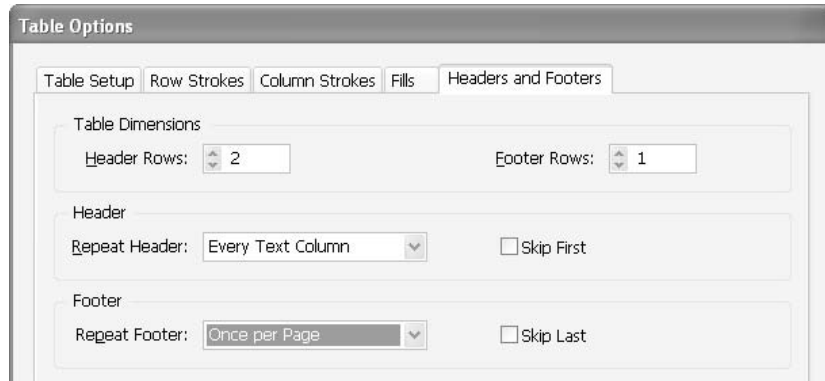 Table Options
Table Setup Row Strokes Column Strokes Fills Headers and Footers
Table Dimensions
Header Rows: 2 Footer Rows: 1
Header
Repeat Header: Every Text Column Skip First
Footer
Repeat Footer: Once per Page Skip Last